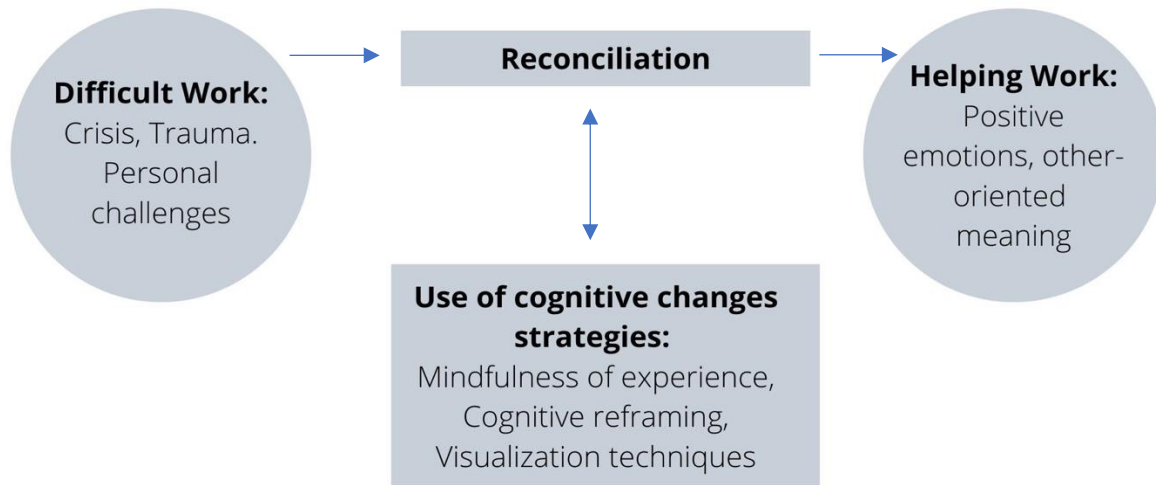 Difficult Work:
Crisis, Trauma.
Personal
challenges
Reconciliation
Helping Work:
Positive
emotions, other-
oriented
meaning
Use of cognitive changes
strategies:
Mindfulness of experience,
Cognitive reframing,
Visualization techniques